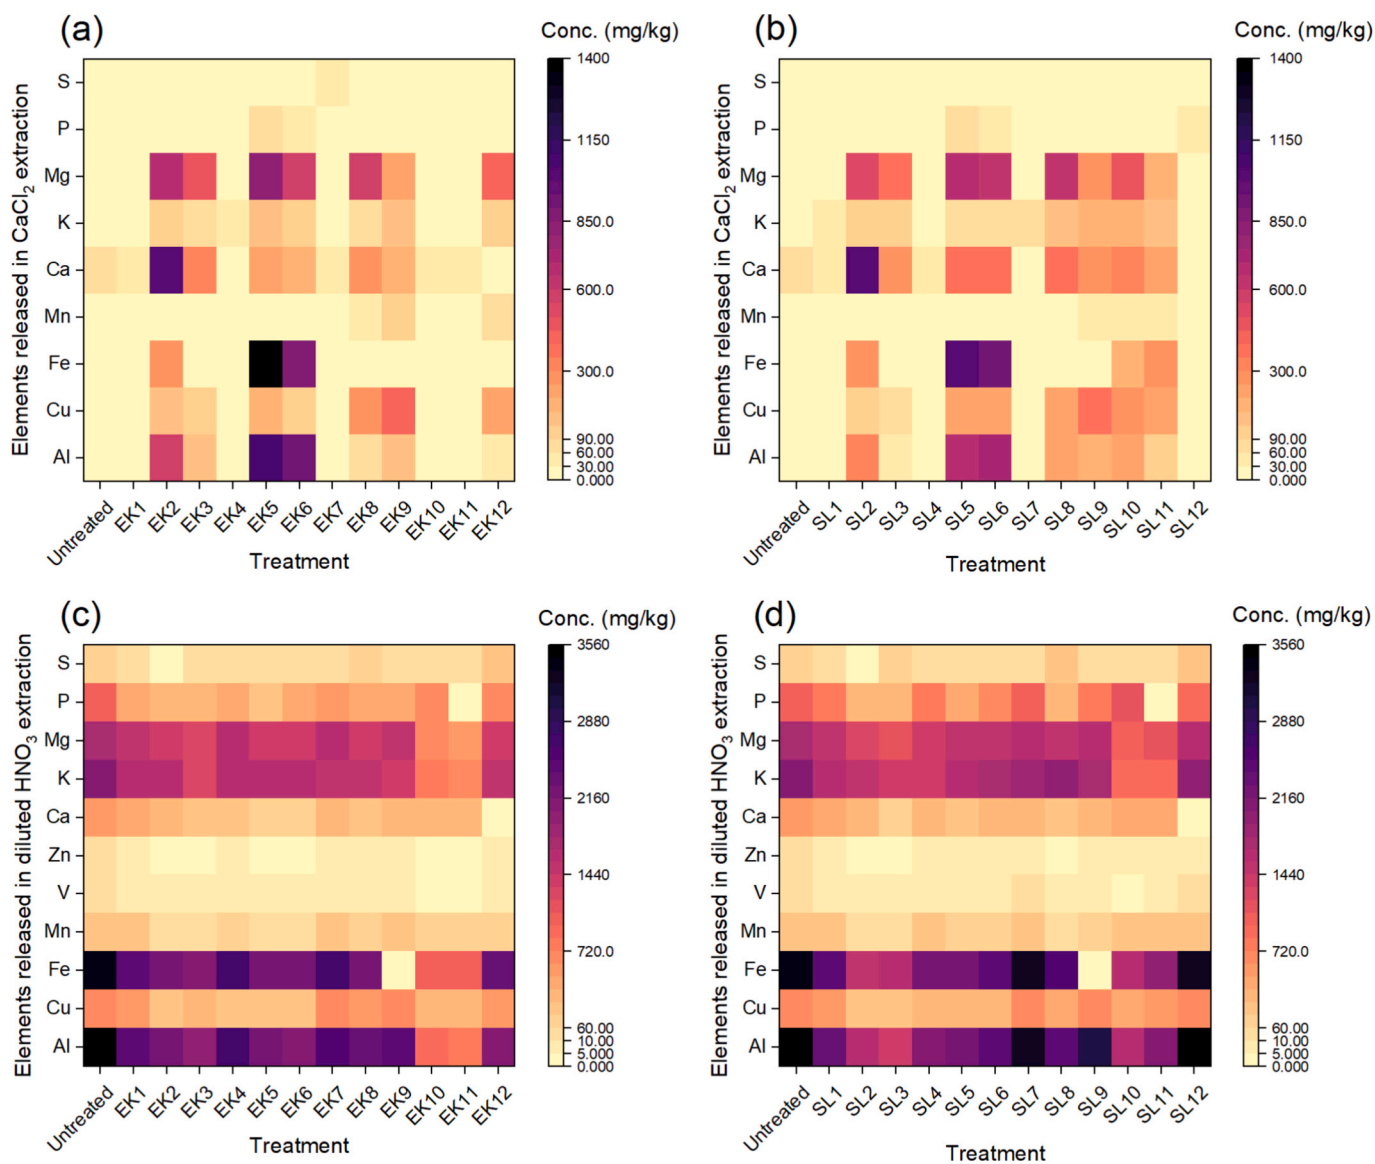 (a)
Conc. (mg/kg)
Elements released in CaCl₂ extraction
S
P
Mg
K
Ca
Mn
Fe
Cu
Al
Untreated
EK1
EK2
EK3
EK4
EK5
EK6
EK7
EK8
EK9
EK10
EK11
EK12
Treatment
1400
1150
850.0
600.0
300.0
90.00
60.00
30.00
0.000
(b)
Conc. (mg/kg)
Elements released in CaCl₂ extraction
S
P
Mg
K
Ca
Mn
Fe
Cu
Al
Untreated
SL1
SL2
SL3
SL4
SL5
SL6
SL7
SL8
SL9
SL10
SL11
SL12
Treatment
1400
1150
850.0
600.0
300.0
90.00
60.00
30.00
0.000
(c)
Conc. (mg/kg)
Elements released in diluted HNO₃ extraction
S
P
Mg
K
Ca
Zn
V
Mn
Fe
Cu
Al
Untreated
EK1
EK2
EK3
EK4
EK5
EK6
EK7
EK8
EK9
EK10
EK11
EK12
Treatment
3560
2880
2160
1440
720.0
60.00
10.00
5.000
0.000
(d)
Conc. (mg/kg)
Elements released in diluted HNO₃ extraction
S
P
Mg
K
Ca
Zn
V
Mn
Fe
Cu
Al
Untreated
SL1
SL2
SL3
SL4
SL5
SL6
SL7
SL8
SL9
SL10
SL11
SL12
Treatment
3560
2880
2160
1440
720.0
60.00
10.00
5.000
0.000